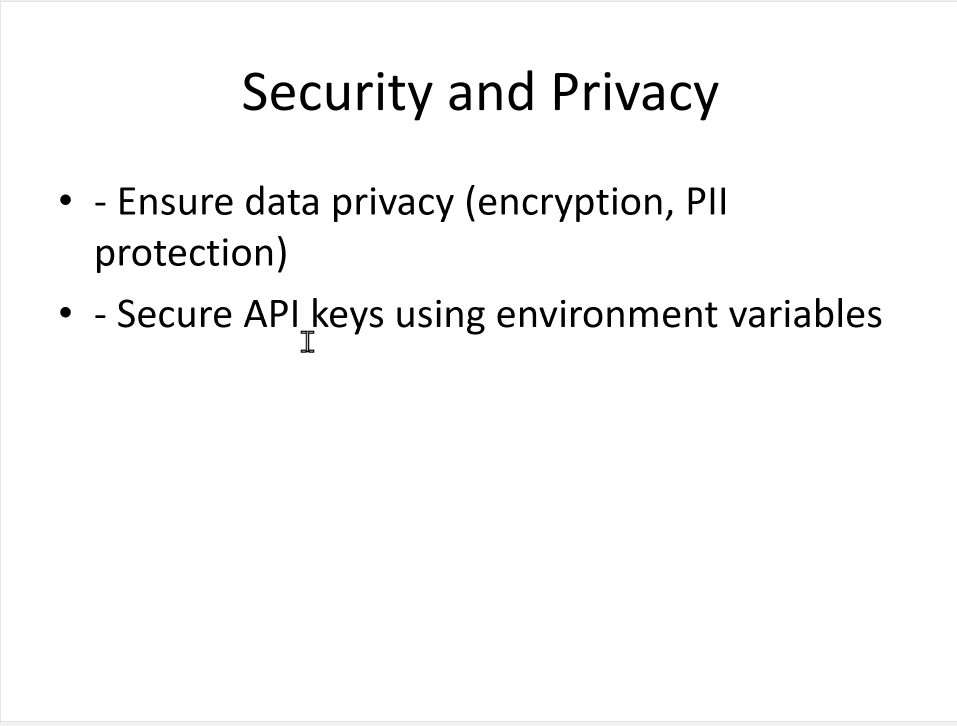 Security and Privacy
• - Ensure data privacy (encryption, PII
protection)
• - Secure API keys using environment variables